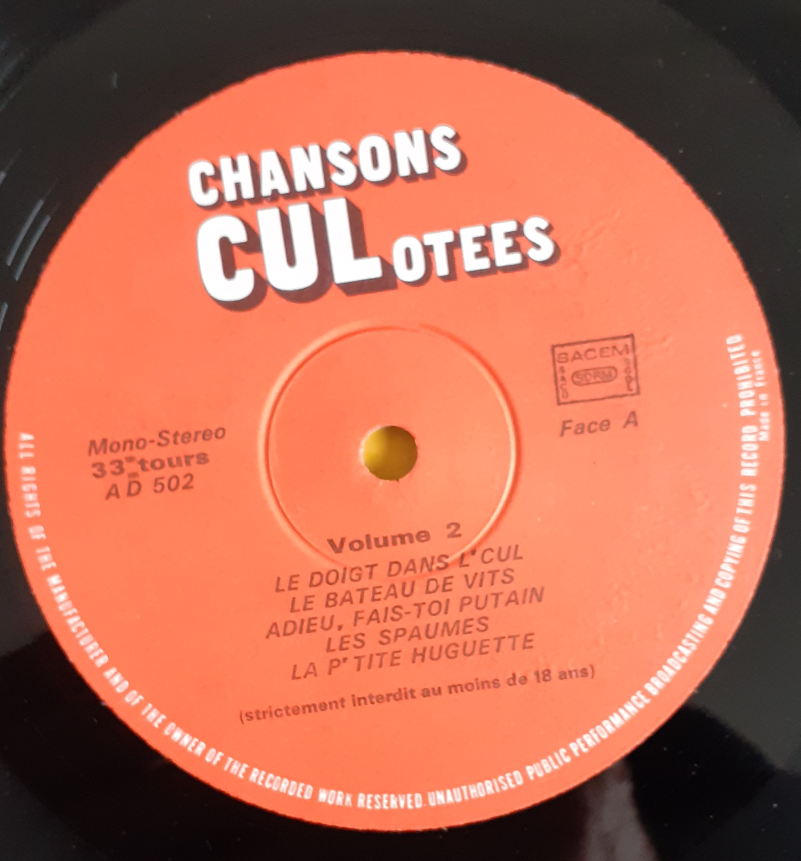 CHANSONS
CULOTEES
SACEM
SACD
SDRM
SGDL
Face A
Mono-Stereo
33 tours
AD 502
Volume 2
LE DOIGT DANS L'CUL
LE BATEAU DE VITS
ADIEU, FAIS-TOI PUTAIN
LES SPAUMES
LA P'TITE HUGUETTE
(strictement interdit au moins de 18 ans)
ALL RIGHTS OF THE MANUFACTURER AND OF THE OWNER OF THE RECORDED WORK RESERVED. UNAUTHORISED PUBLIC PERFORMANCE BROADCASTING AND COPYING OF THIS RECORD PROHIBITED
Made in France